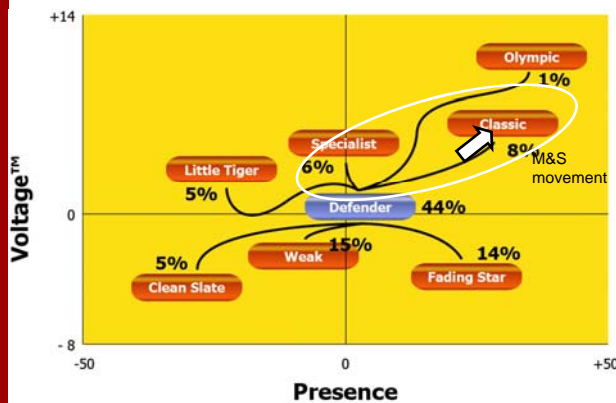 +14
Olympic
1%
Classic
Specialist
8%
6%
M&S
movement
Little Tiger
5%
Voltage™
0
Defender
44%
15%
14%
5%
Weak
Fading Star
Clean Slate
- 8
-50
0
+50
Presence